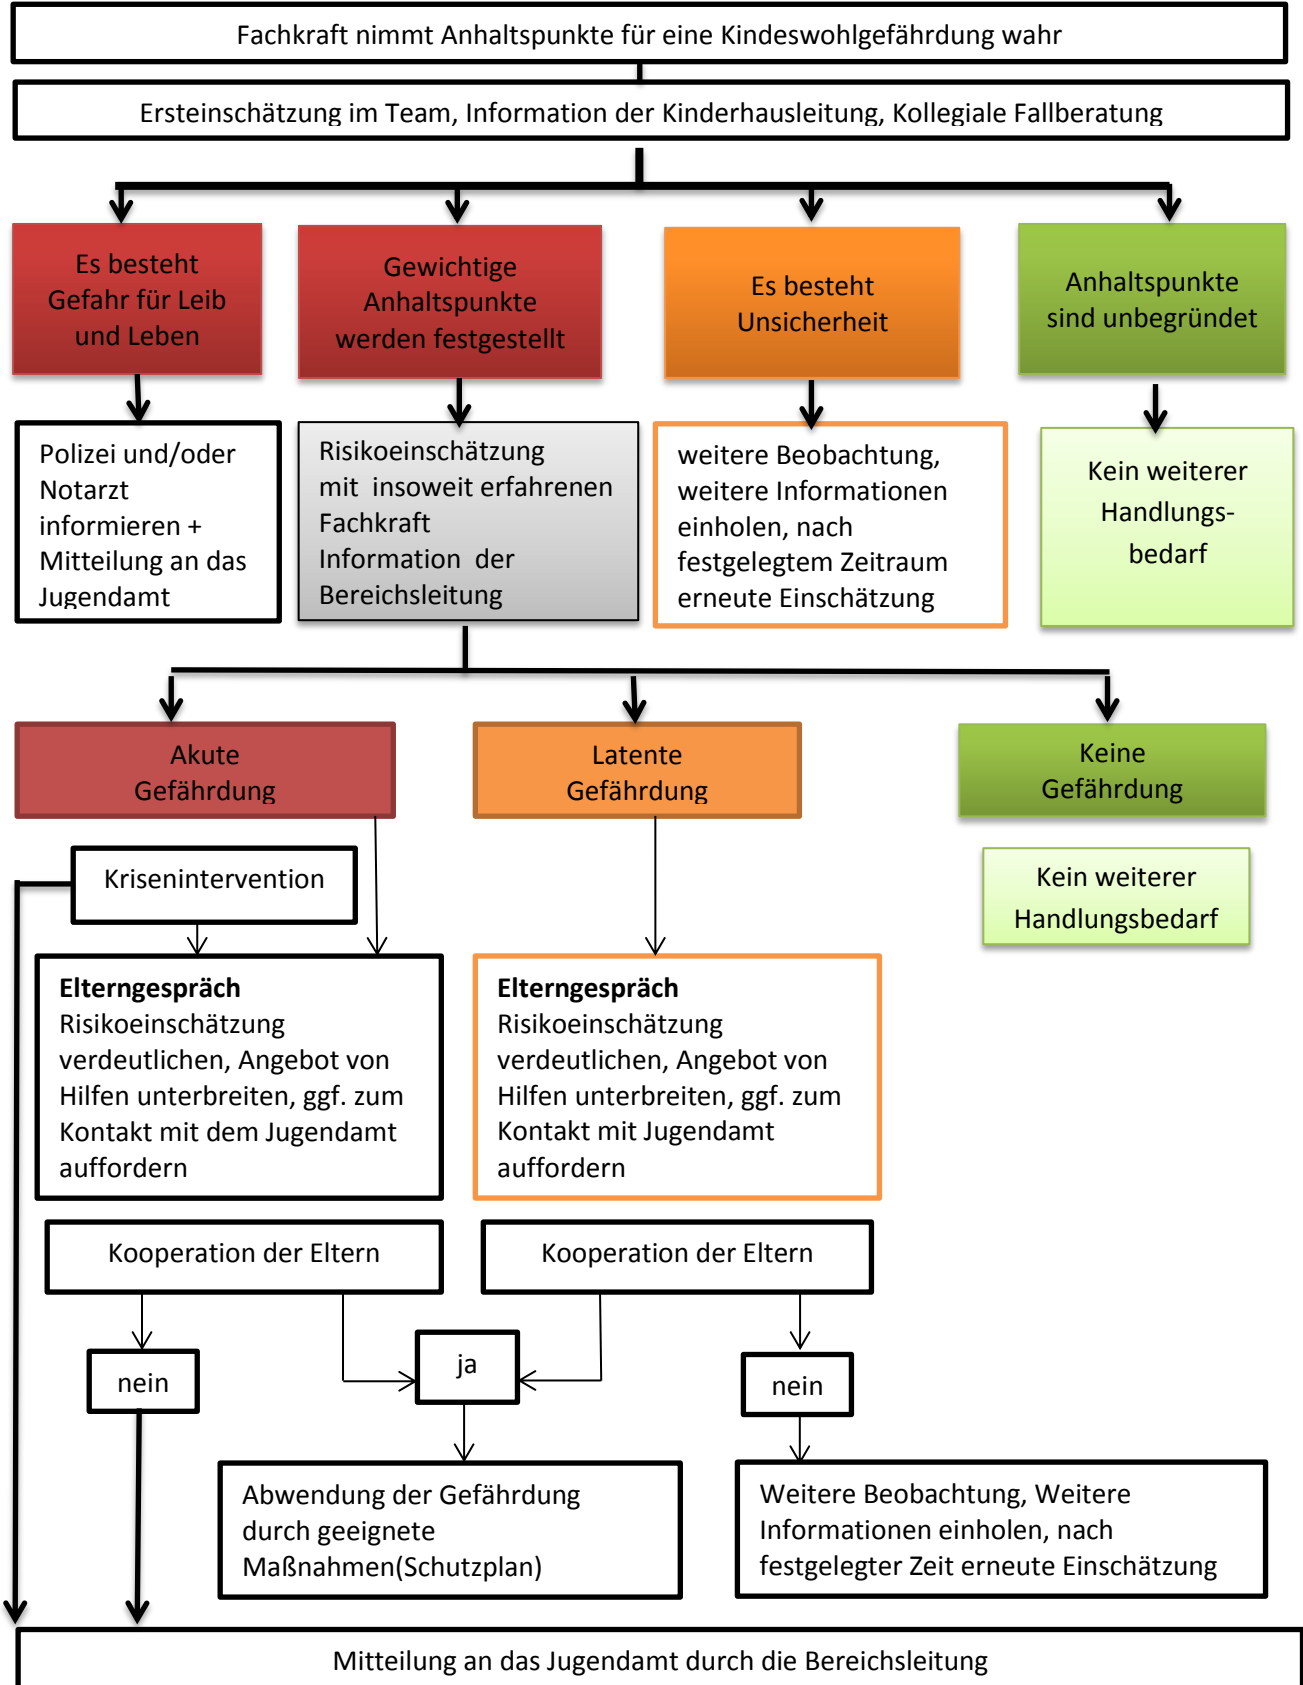 Fachkraft nimmt Anhaltspunkte für eine Kindeswohlgefährdung wahr
Ersteinschätzung im Team, Information der Kinderhausleitung, Kollegiale Fallberatung
Es besteht
Gefahr für Leib
und Leben
Gewichtige
Anhaltspunkte
werden festgestellt
Es besteht
Unsicherheit
Anhaltspunkte
sind unbegründet
Polizei und/oder
Notarzt
informieren +
Mitteilung an das
Jugendamt
Risikoeinschätzung
mit insoweit erfahrenen
Fachkraft
Information der
Bereichsleitung
weitere Beobachtung,
weitere Informationen
einholen, nach
festgelegtem Zeitraum
erneute Einschätzung
Kein weiterer
Handlungs-
bedarf
Akute
Gefährdung
Latente
Gefährdung
Keine
Gefährdung
Krisenintervention
Kein weiterer
Handlungsbedarf
Elterngespräch
Risikoeinschätzung
verdeutlichen, Angebot von
Hilfen unterbreiten, ggf. zum
Kontakt mit dem Jugendamt
auffordern
Elterngespräch
Risikoeinschätzung
verdeutlichen, Angebot von
Hilfen unterbreiten, ggf. zum
Kontakt mit Jugendamt
auffordern
Kooperation der Eltern
Kooperation der Eltern
nein
ja
nein
Abwendung der Gefährdung
durch geeignete
Maßnahmen(Schutzplan)
Weitere Beobachtung, Weitere
Informationen einholen, nach
festgelegter Zeit erneute Einschätzung
Mitteilung an das Jugendamt durch die Bereichsleitung